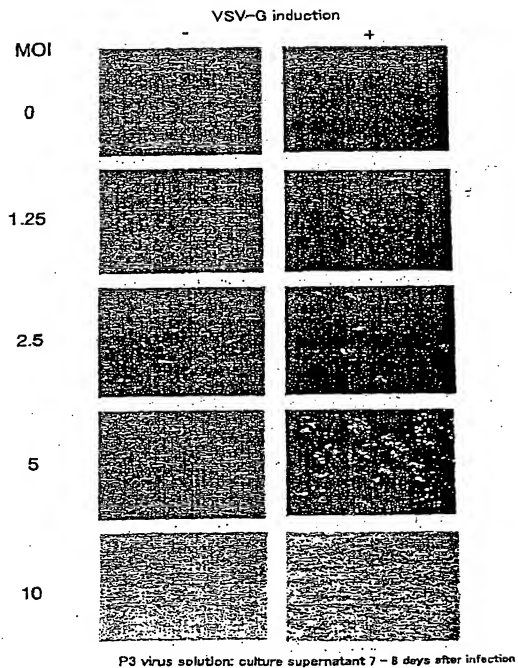 VSV-G induction
- +
MOI
0
1.25
2.5
5
10
P3 virus solution: culture supernatant 7 - 8 days after infection